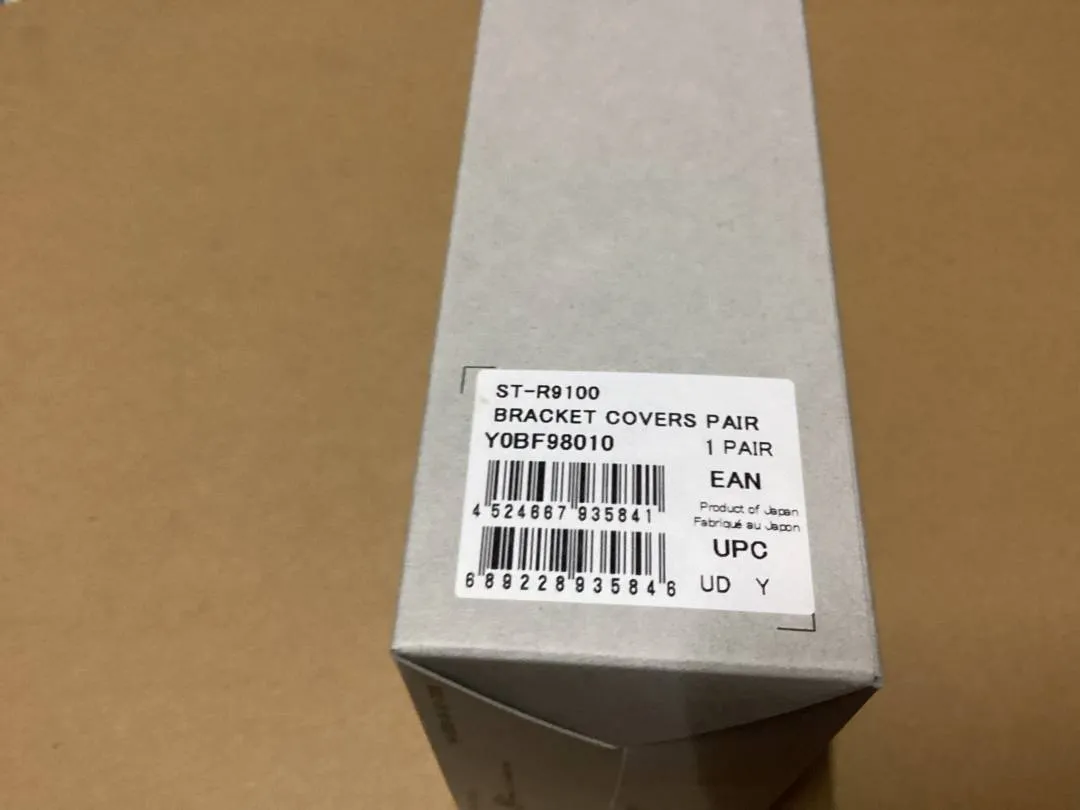 ST-R9100
BRACKET COVERS PAIR
Y0BF98010 1 PAIR
EAN
4 524667 935841
Product of Japan
Fabriqué au Japon
UPC
6 89228 93584 6
UD Y